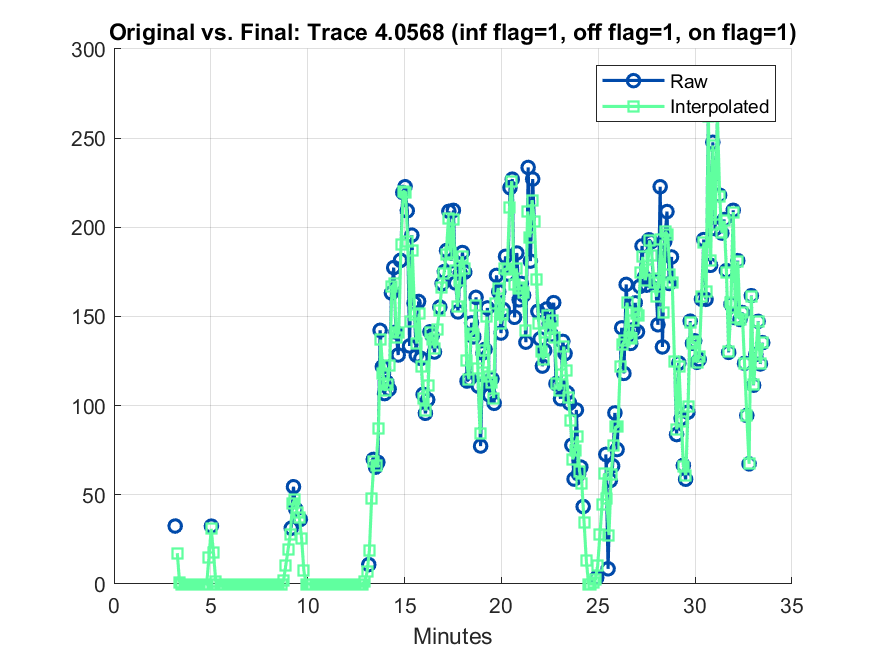 Original vs. Final: Trace 4.0568 (inf flag=1, off flag=1, on flag=1)
300
Raw
Interpolated
250
200
150
100
50
0
0 5 10 15 20 25 30 35
Minutes